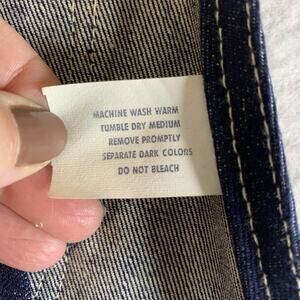 MACHINE WASH WARM
TUMBLE DRY MEDIUM
REMOVE PROMPTLY
SEPARATE DARK COLORS
DO NOT BLEACH